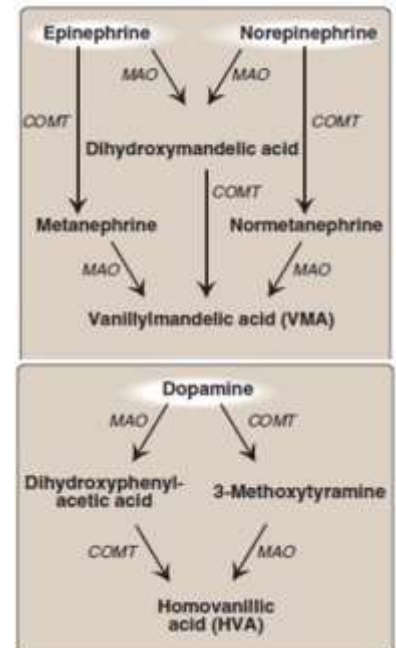 Epinephrine Norepinephrine
MAO MAO
COMT COMT
Dihydroxymandelic acid
COMT
Metanephrine Normetanephrine
MAO MAO
Vanillylmandelic acid (VMA)
Dopamine
MAO COMT
Dihydroxyphenyl-
acetic acid
3-Methoxytyramine
COMT MAO
Homovanillic
acid (HVA)